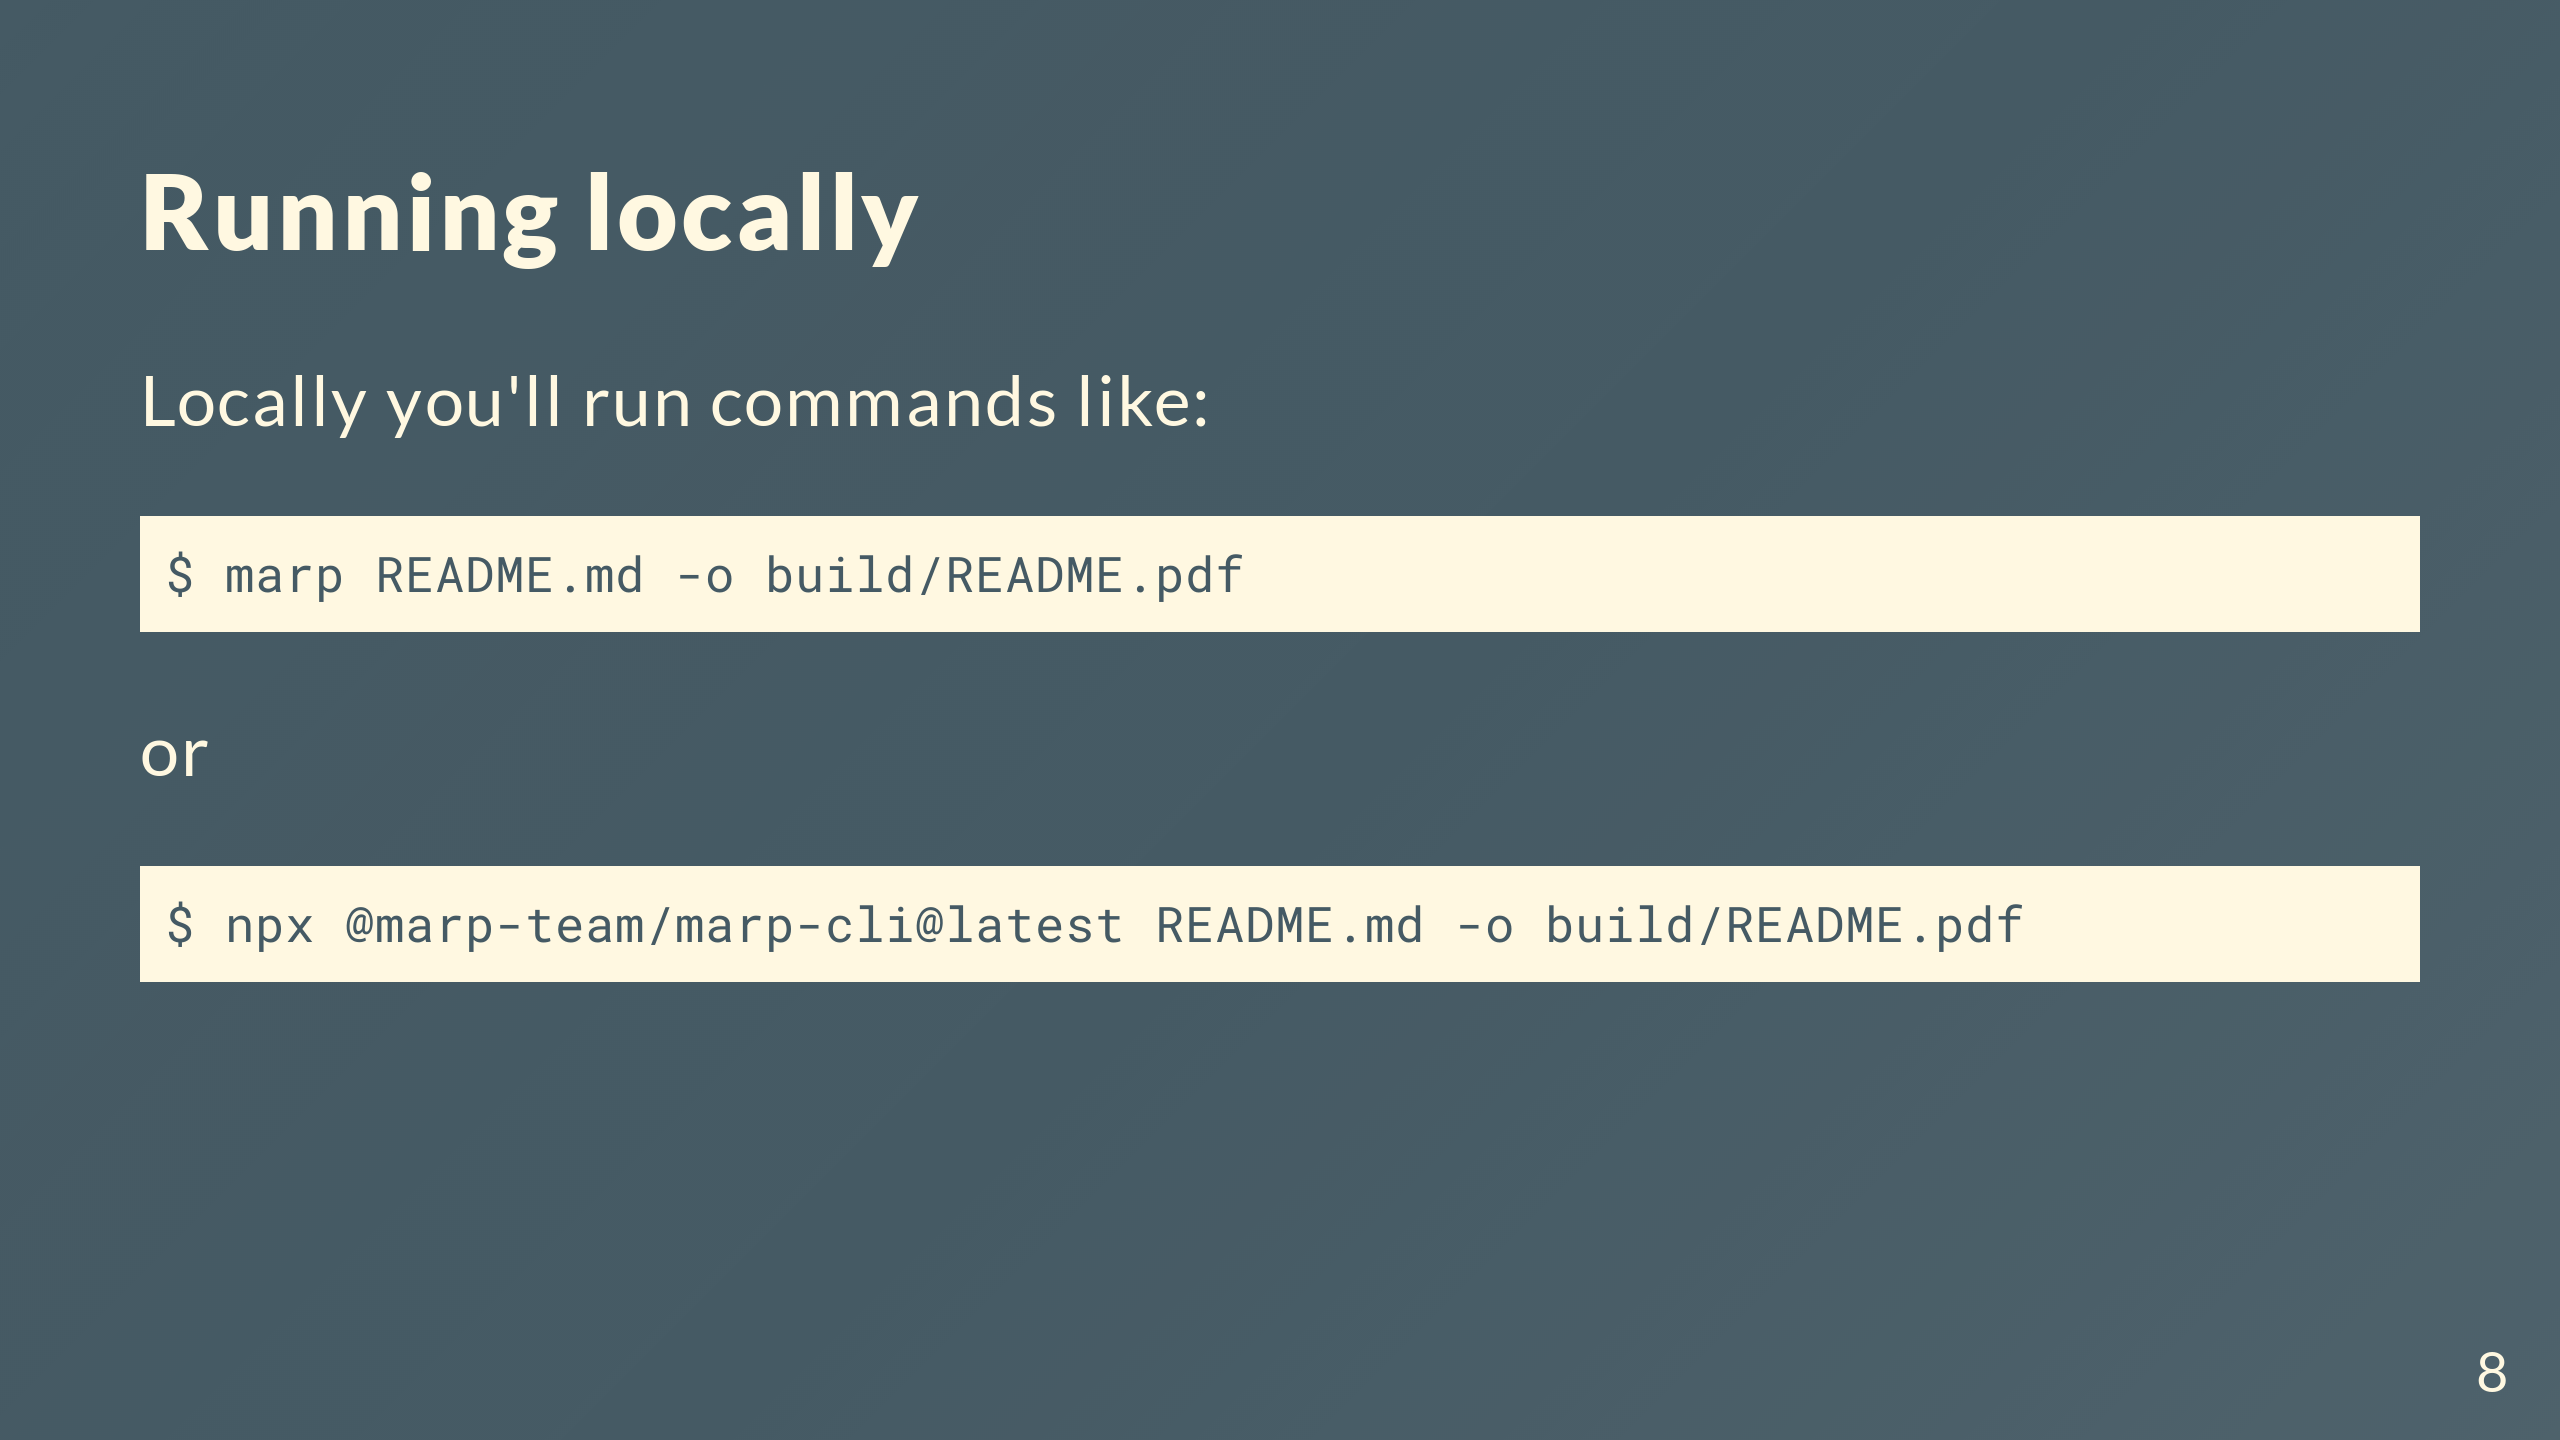 Running locally
Locally you'll run commands like:
$ marp README.md -o build/README.pdf
or
$ npx @marp-team/marp-cli@latest README.md -o build/README.pdf
8